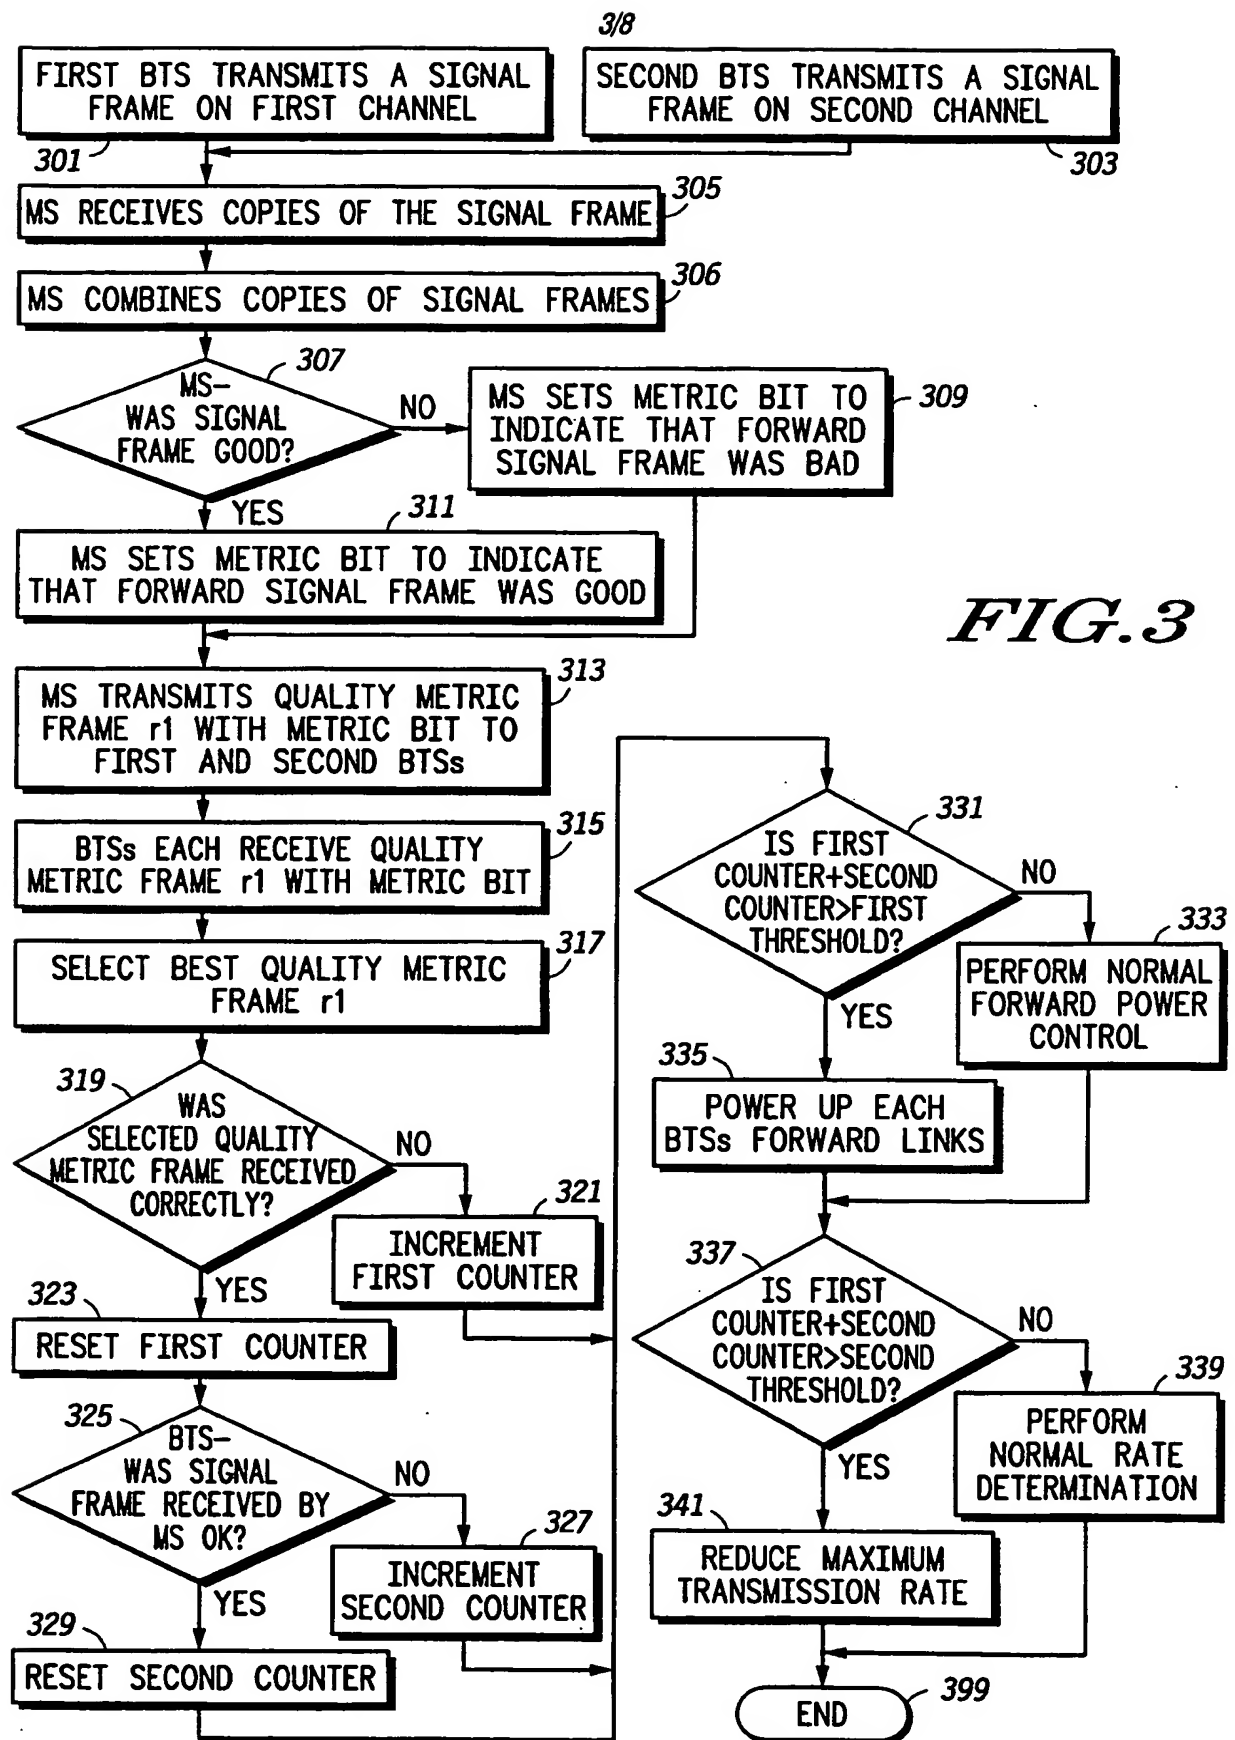 3/8
FIRST BTS TRANSMITS A SIGNAL
FRAME ON FIRST CHANNEL
301
SECOND BTS TRANSMITS A SIGNAL
FRAME ON SECOND CHANNEL
303
MS RECEIVES COPIES OF THE SIGNAL FRAME
305
MS COMBINES COPIES OF SIGNAL FRAMES
306
307
MS-
WAS SIGNAL
FRAME GOOD?
NO
MS SETS METRIC BIT TO
INDICATE THAT FORWARD
SIGNAL FRAME WAS BAD
309
YES
311
MS SETS METRIC BIT TO INDICATE
THAT FORWARD SIGNAL FRAME WAS GOOD
FIG.3
MS TRANSMITS QUALITY METRIC
FRAME r1 WITH METRIC BIT TO
FIRST AND SECOND BTSs
313
BTSs EACH RECEIVE QUALITY
METRIC FRAME r1 WITH METRIC BIT
315
SELECT BEST QUALITY METRIC
FRAME r1
317
319
WAS
SELECTED QUALITY
METRIC FRAME RECEIVED
CORRECTLY?
NO
321
INCREMENT
FIRST COUNTER
YES
323
RESET FIRST COUNTER
325
BTS-
WAS SIGNAL
FRAME RECEIVED BY
MS OK?
NO
327
INCREMENT
SECOND COUNTER
YES
329
RESET SECOND COUNTER
331
IS FIRST
COUNTER+SECOND
COUNTER>FIRST
THRESHOLD?
NO
333
PERFORM NORMAL
FORWARD POWER
CONTROL
YES
335
POWER UP EACH
BTSs FORWARD LINKS
337
IS FIRST
COUNTER+SECOND
COUNTER>SECOND
THRESHOLD?
NO
339
PERFORM
NORMAL RATE
DETERMINATION
YES
341
REDUCE MAXIMUM
TRANSMISSION RATE
END
399